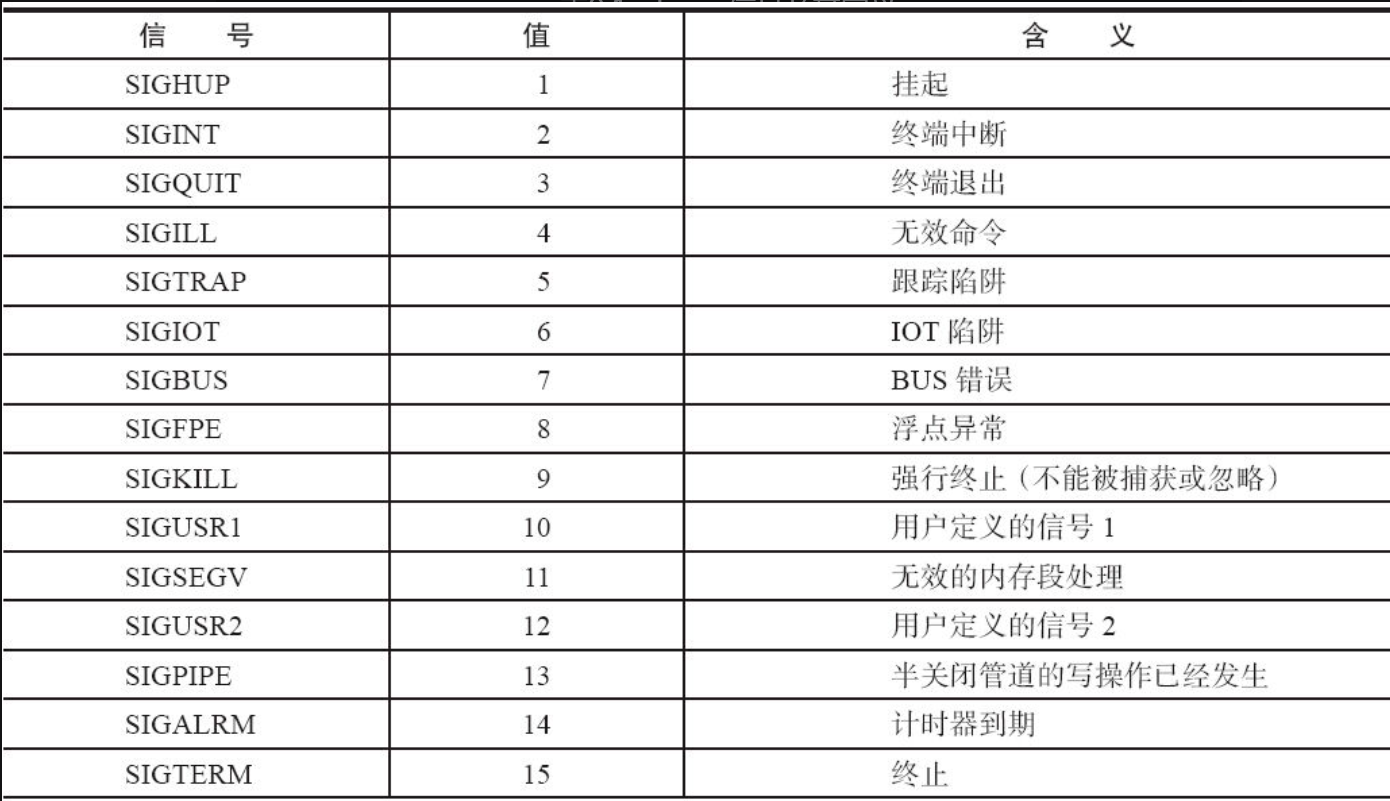 信 号 值 含 义
SIGHUP 1 挂起
SIGINT 2 终端中断
SIGQUIT 3 终端退出
SIGILL 4 无效命令
SIGTRAP 5 跟踪陷阱
SIGIOT 6 IOT 陷阱
SIGBUS 7 BUS 错误
SIGFPE 8 浮点异常
SIGKILL 9 强行终止（不能被捕获或忽略）
SIGUSR1 10 用户定义的信号 1
SIGSEGV 11 无效的内存段处理
SIGUSR2 12 用户定义的信号 2
SIGPIPE 13 半关闭管道的写操作已经发生
SIGALRM 14 计时器到期
SIGTERM 15 终止